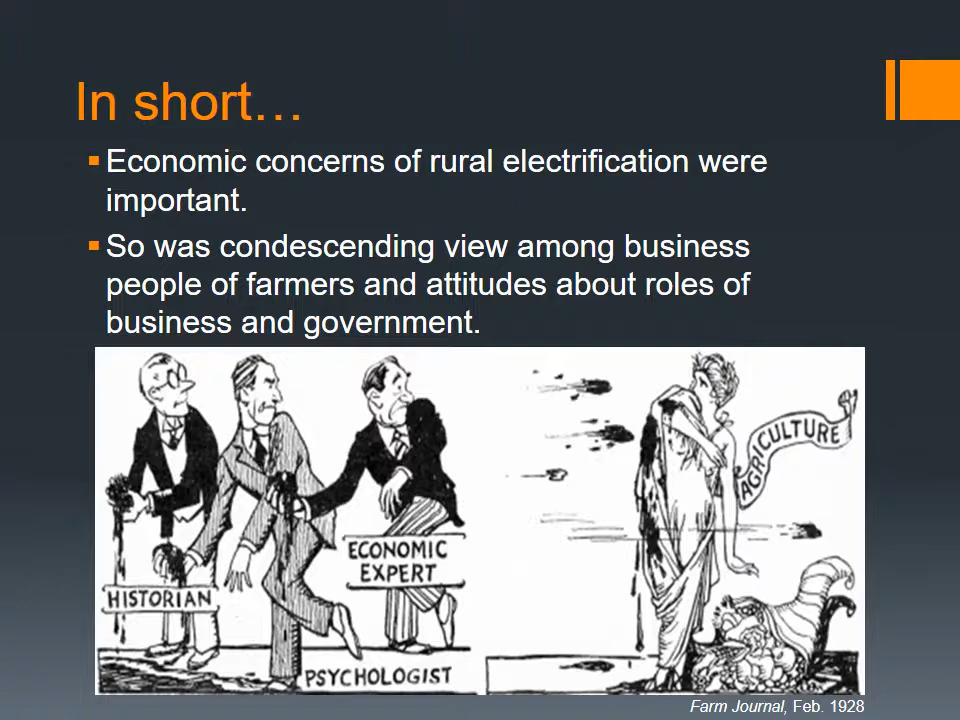 In short…
Economic concerns of rural electrification were
important.
So was condescending view among business
people of farmers and attitudes about roles of
business and government.
AGRICULTURE
ECONOMIC
EXPERT
HISTORIAN
PSYCHOLOGIST
Farm Journal, Feb. 1928